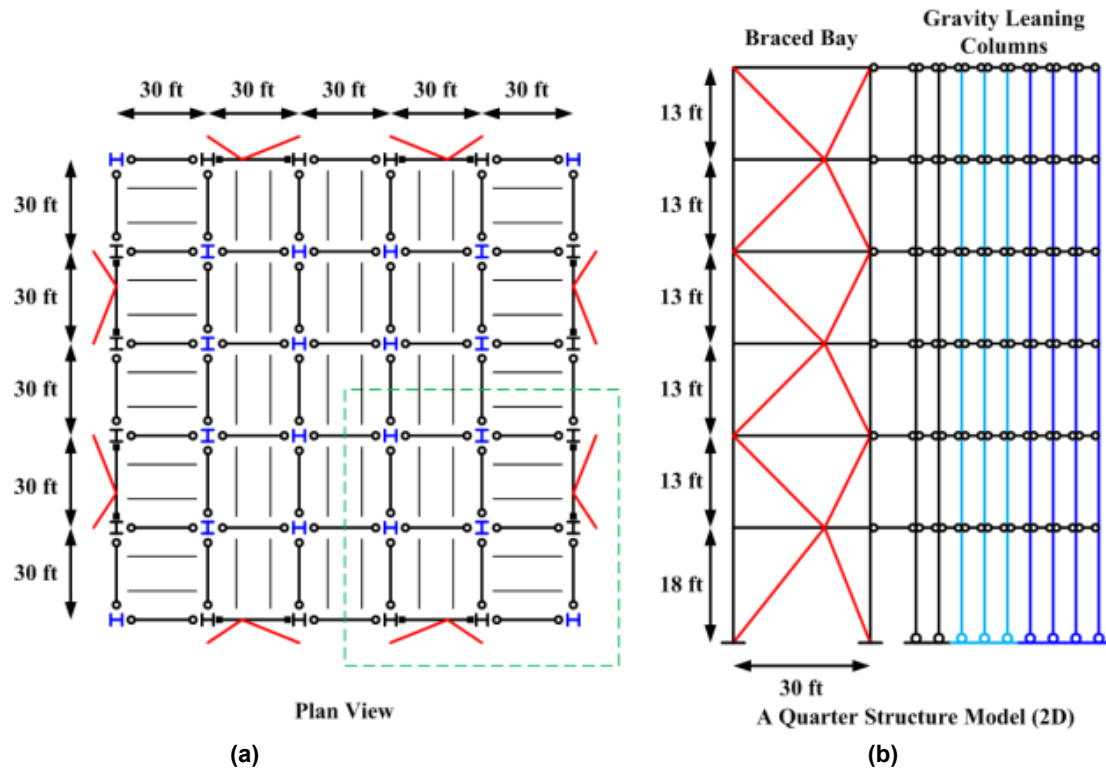 30 ft 30 ft 30 ft 30 ft 30 ft
30 ft
30 ft
30 ft
30 ft
30 ft
Plan View
(a)
Braced Bay
Gravity Leaning
Columns
13 ft
13 ft
13 ft
13 ft
13 ft
18 ft
30 ft
A Quarter Structure Model (2D)
(b)